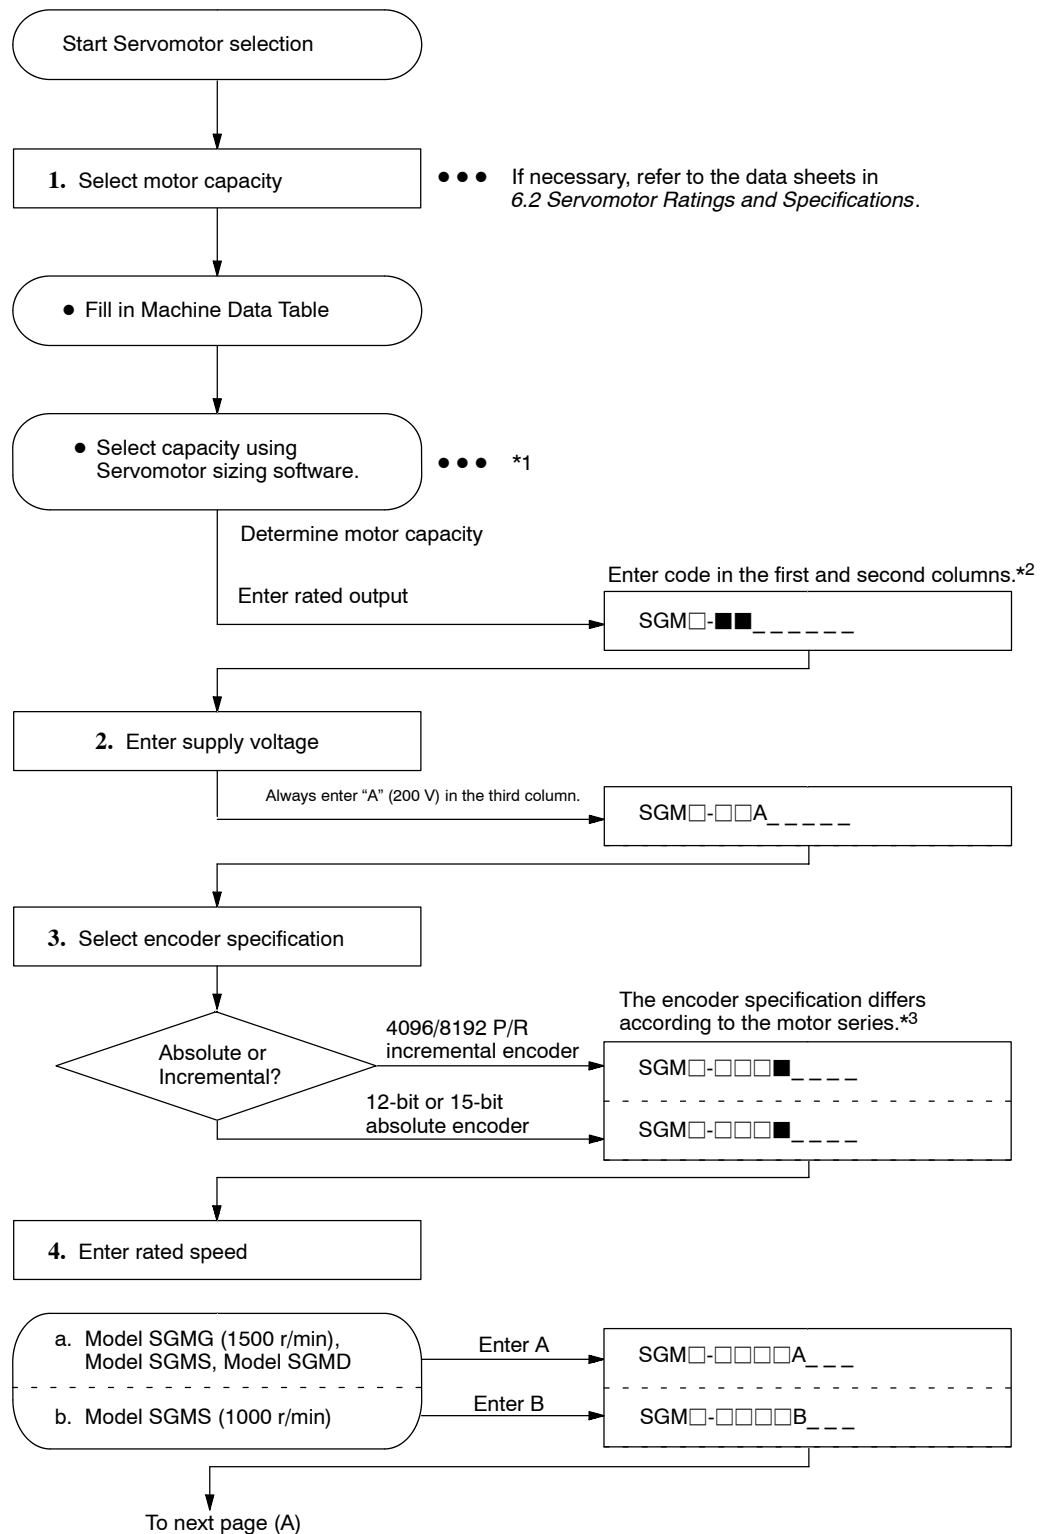 Start Servomotor selection
1. Select motor capacity
● ● ● If necessary, refer to the data sheets in
6.2 Servomotor Ratings and Specifications.
● Fill in Machine Data Table
● Select capacity using
Servomotor sizing software.
● ● ● *1
Determine motor capacity
Enter rated output
Enter code in the first and second columns.*2
SGM□-■■_ _ _ _ _ _
2. Enter supply voltage
Always enter “A” (200 V) in the third column.
SGM□-□□A_ _ _ _ _
3. Select encoder specification
Absolute or
Incremental?
4096/8192 P/R
incremental encoder
12-bit or 15-bit
absolute encoder
The encoder specification differs
according to the motor series.*3
SGM□-□□□■_ _ _ _
SGM□-□□□■_ _ _ _
4. Enter rated speed
a. Model SGMG (1500 r/min),
Model SGMS, Model SGMD
Enter A
SGM□-□□□□A_ _ _
b. Model SGMS (1000 r/min)
Enter B
SGM□-□□□□B_ _ _
To next page (A)